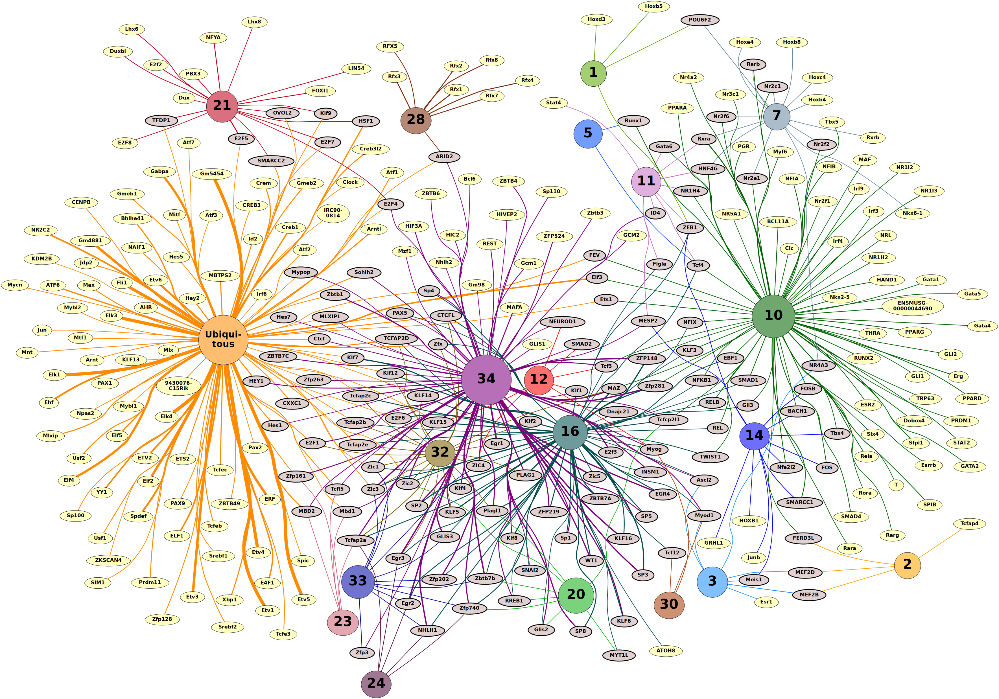 Hoxb5
Hoxd3
POU6F2
Lhx8
Lhx6
NFYA
Hoxa4
Hoxb8
RFX5
Duxbl
Rfx8
E2f2
Rfx2
Rarb
LIN54
PBX3
1
Rfx3
Nr4a2
Hoxc4
Rfx4
Nr2c1
Rfx1
FOXI1
Nr3c1
Rfx7
Dux
Hoxb4
Stat4
21
PPARA
OVOL2
Klf9
7
Nr2f6
28
TFDP1
HSF1
Runx1
Tbx5
5
Rxrb
E2F5
Rxra
E2F8
Atf7
E2F7
Nr2f2
Gata6
PGR
Creb3l2
Myf6
ARID2
MAF
SMARCC2
NFIB
NR1I2
HNF4G
Gabpa
Gm5454
Atf1
Nr2e1
NFIA
Bcl6
ZBTB4
11
Crem
Gmeb2
Clock
Irf9
NR1H4
NR1I3
Sp110
Gmeb1
ZBTB6
CENPB
E2F4
Nr2f1
CREB3
IRC90-
0814
Irf3
Nkx6-1
ID4
NR5A1
Zbtb3
HIVEP2
Mitf
Atf3
Bhlhe41
BCL11A
HIF3A
Creb1
ZEB1
NR2C2
Arntl
HIC2
GCM2
NRL
ZFP524
Id2
Gm4881
Irf4
REST
NAIF1
Cic
Atf2
Mzf1
FEV
Hes5
NR1H2
KDM2B
Jdp2
Nhlh2
Gcm1
Figla
Tcf4
Mypop
Sohlh2
MBTPS2
Elf3
Etv6
HAND1
Gata1
Fli1
Mycn
ATF6
Max
Gm98
Sp4
Irf6
Zbtb1
Gata5
Hey2
Ets1
Nkx2-5
ENSMUSG-
00000044690
Mybl2
AHR
MAFA
PAX5
CTCFL
Elk3
Hes7
MLXIPL
10
NEUROD1
MESP2
NFIX
Gata4
Jun
Mtf1
Ubiqui-
tous
Ctcf
TCFAP2D
Zfx
GLIS1
SMAD2
THRA
PPARG
Mnt
Mlx
KLF3
GLI2
Arnt
KLF13
ZBTB7C
Klf7
ZFP148
EBF1
RUNX2
Tcf3
NR4A3
Elk1
Klf12
34
12
GLI1
Erg
PAX1
9430076-
C15Rik
HEY1
Zfp263
NFKB1
SMAD1
Zfp281
MAZ
FOSB
Klf1
Ehf
Mybl1
CXXC1
Tcfap2c
KLF14
RELB
Gli3
TRP63
PPARD
ESR2
Npas2
Elk4
Dnajc21
BACH1
E2F6
Tcfap2b
KLF15
Klf2
Tcfcp2l1
Dobox4
PRDM1
Hes1
REL
16
14
Tbx4
Six4
Mlxip
Elf5
E2F1
Tcfap2e
Egr1
Sfpi1
STAT2
Pax2
Myog
E2f3
32
TWIST1
Rela
Usf2
ETV2
ETS2
Zic1
ZIC4
Esrrb
GATA2
Tcfec
Nfe2l2
FOS
INSM1
Zfp161
PLAG1
Zic5
Elf4
Elf2
Ascl2
T
Zic2
Klf4
Tcfl5
Zic3
YY1
EGR4
Rora
ERF
ZBTB7A
PAX9
ZBTB49
SMARCC1
SPIB
SP2
MBD2
Mbd1
KLF5
Plagl1
ZFP219
Sp100
Spdef
SP5
Myod1
SMAD4
HOXB1
Tcfap4
Tcfeb
ELF1
Rarg
Usf1
Tcfap2a
GLIS3
Klf8
Sp1
KLF16
FERD3L
GRHL1
Rara
Etv4
Srebf1
Tcf12
ZKSCAN4
Spic
Egr3
WT1
Junb
2
SNAI2
SIM1
Prdm11
E4F1
33
Zfp202
Zbtb7b
SP3
3
MEF2D
Meis1
MEF2B
Etv3
Xbp1
Etv5
20
Egr2
RREB1
Esr1
30
Etv1
Zfp740
Zfp128
23
KLF6
Srebf2
NHLH1
Glis2
SP8
Tcfe3
Zfp3
MYT1L
ATOH8
24